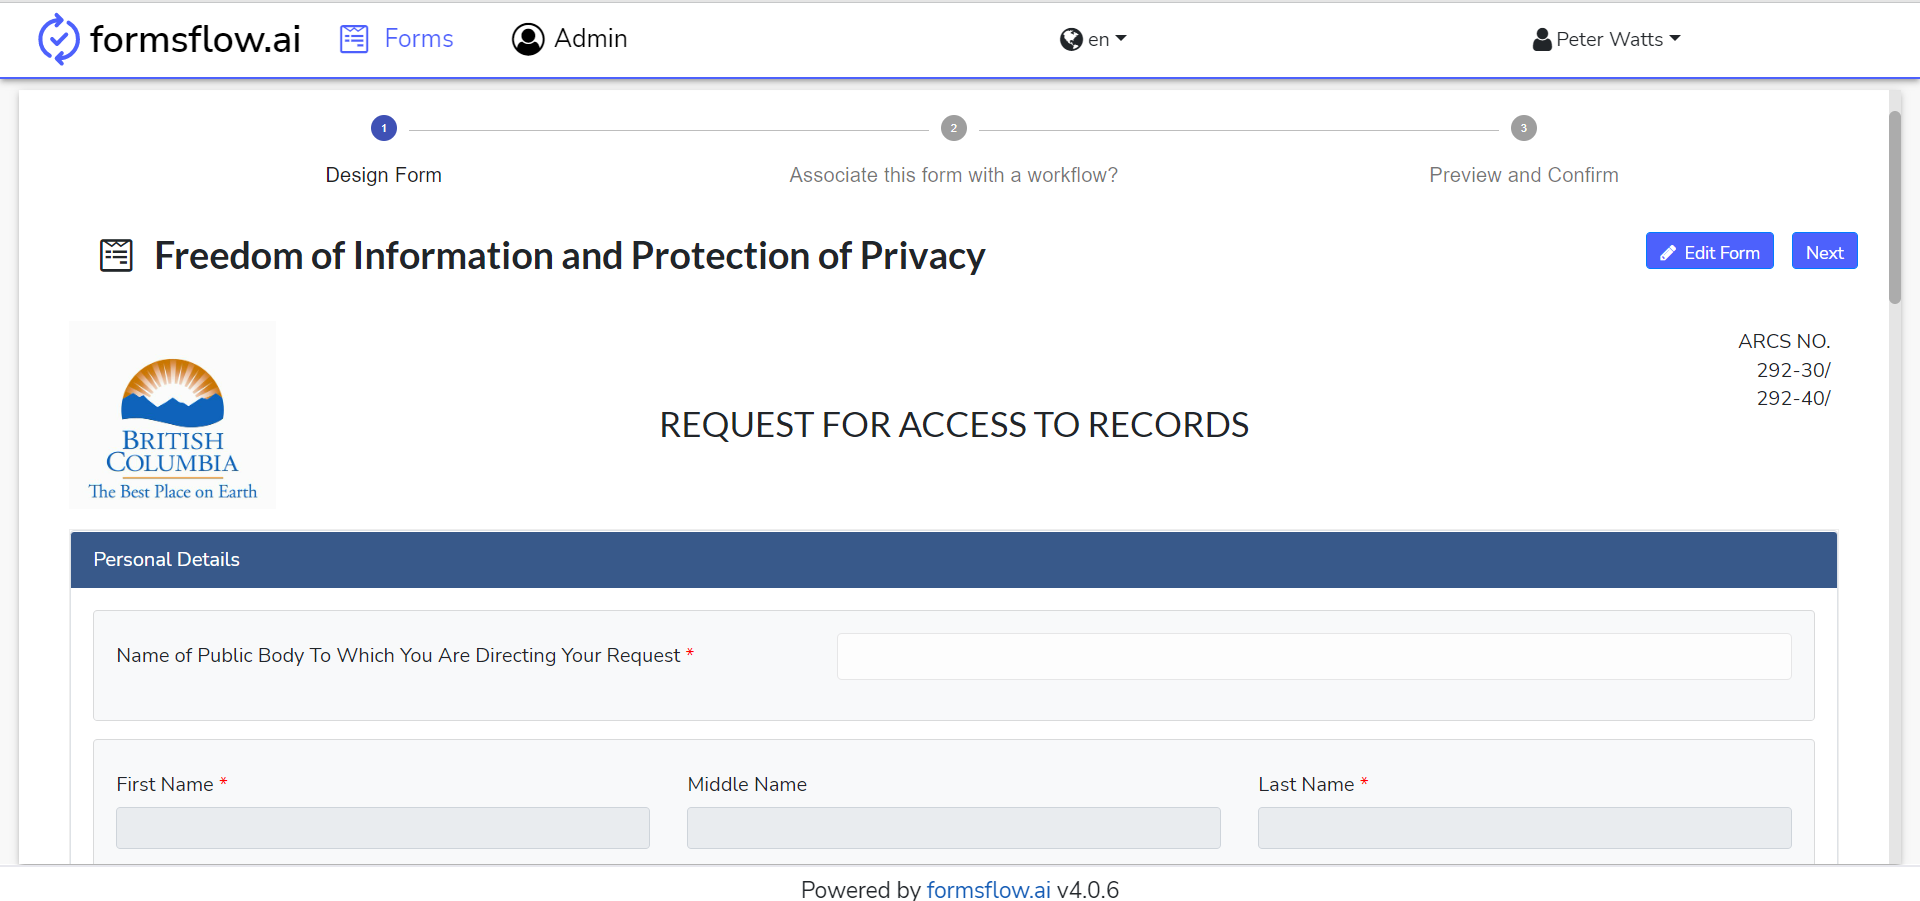 formsflow.ai Forms Admin en Peter Watts
1 2 3
Design Form Associate this form with a workflow? Preview and Confirm
Freedom of Information and Protection of Privacy Edit Form Next
ARCS NO.
292-30/
292-40/
REQUEST FOR ACCESS TO RECORDS
BRITISH
COLUMBIA
The Best Place on Earth
Personal Details
Name of Public Body To Which You Are Directing Your Request *
First Name * Middle Name Last Name *
Powered by formsflow.ai v4.0.6